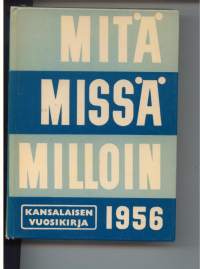 MITÄ
MISSÄ
MILLOIN
KANSALAISEN
VUOSIKIRJA
1956